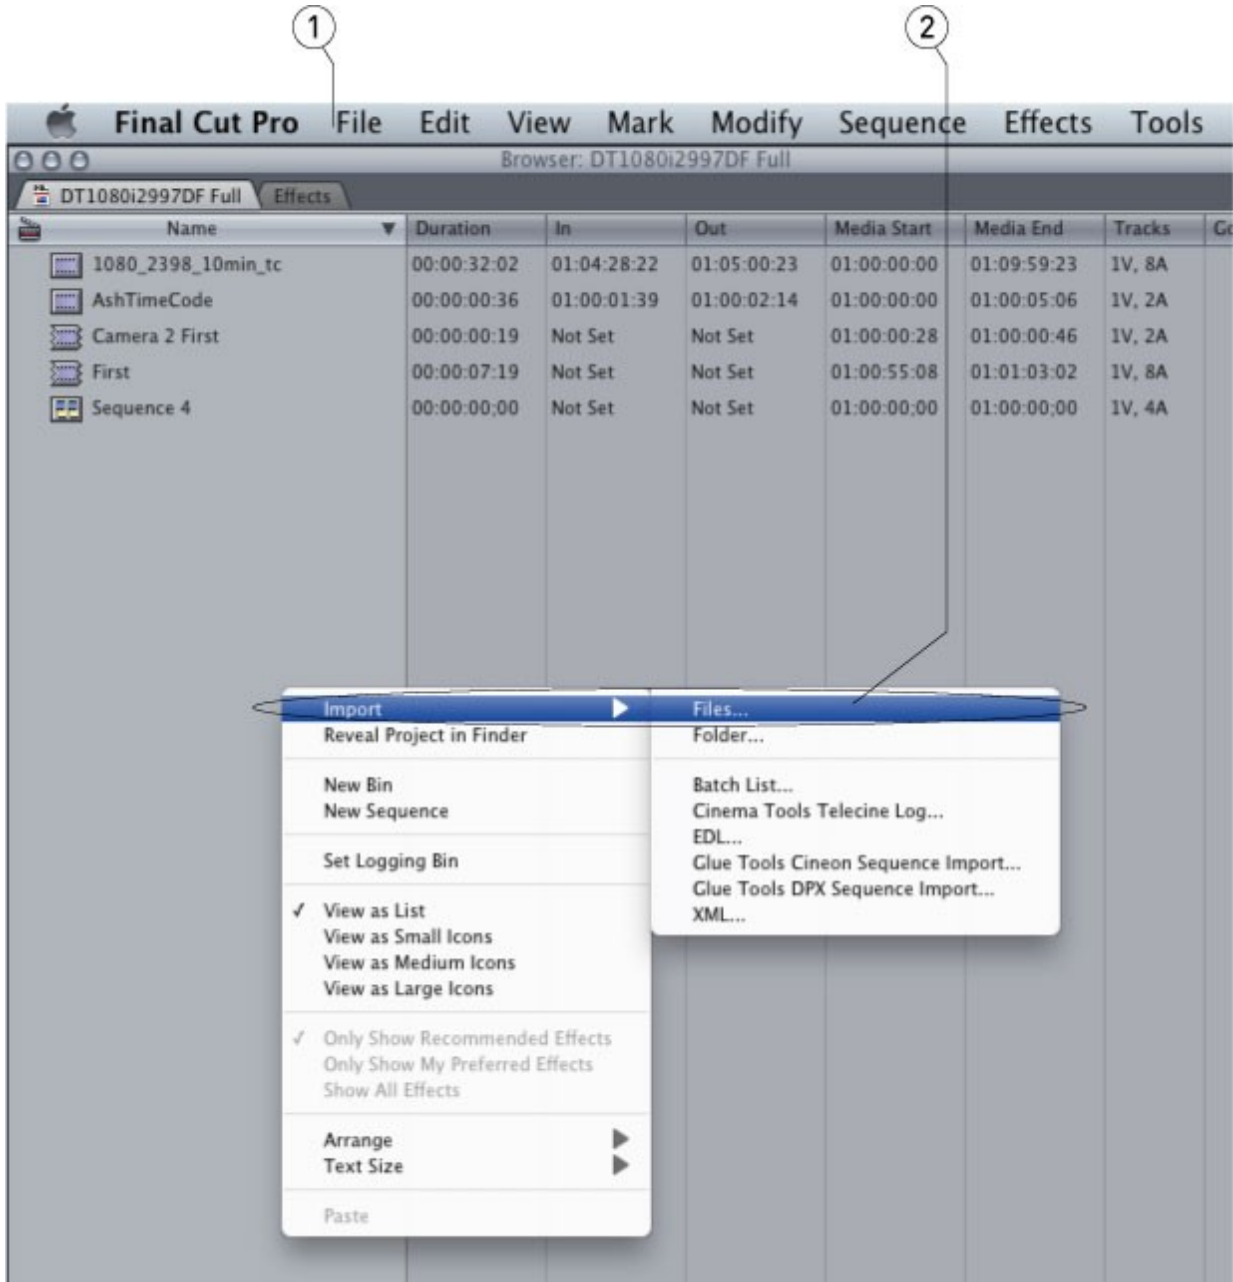 1 2
Final Cut Pro File Edit View Mark Modify Sequence Effects Tools
Browser: DT1080i2997DF Full
DT1080i2997DF Full Effects
Name Duration In Out Media Start Media End Tracks Go
1080_2398_10min_tc 00:00:32:02 01:04:28:22 01:05:00:23 01:00:00:00 01:09:59:23 1V, 8A
AshTimeCode 00:00:00:36 01:00:01:39 01:00:02:14 01:00:00:00 01:00:05:06 1V, 2A
Camera 2 First 00:00:00:19 Not Set Not Set 01:00:00:28 01:00:00:46 1V, 2A
First 00:00:07:19 Not Set Not Set 01:00:55:08 01:01:03:02 1V, 8A
Sequence 4 00:00:00;00 Not Set Not Set 01:00:00;00 01:00:00;00 1V, 4A
Import
Reveal Project in Finder
New Bin
New Sequence
Set Logging Bin
✓ View as List
View as Small Icons
View as Medium Icons
View as Large Icons
✓ Only Show Recommended Effects
Only Show My Preferred Effects
Show All Effects
Arrange
Text Size
Paste
Files...
Folder...
Batch List...
Cinema Tools Telecine Log...
EDL...
Glue Tools Cineon Sequence Import...
Glue Tools DPX Sequence Import...
XML...